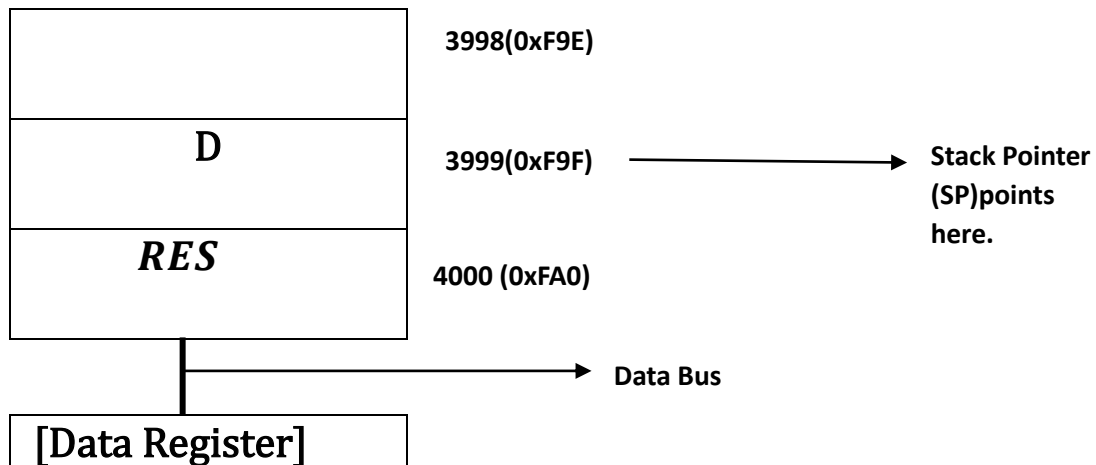 3998(0xF9E)
D
3999(0xF9F)
Stack Pointer
(SP)points
here.
RES
4000 (0xFA0)
Data Bus
[Data Register]